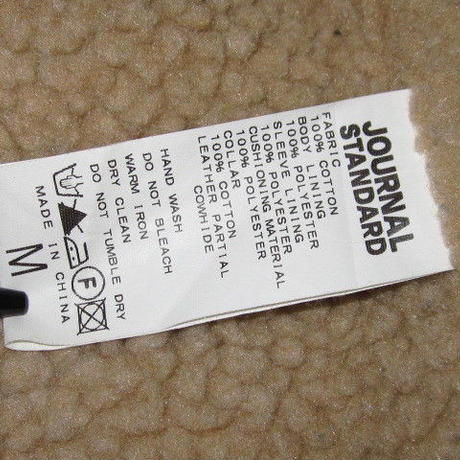 JOURNAL
STANDARD
FABRIC COTTON
100% COTTON
BODY LINING
100% POLYESTER
SLEEVE LINING
100% POLYESTER
CUSHIONING MATERIAL
100% POLYESTER
COLLAR
100% COTTON
LEATHER PARTIAL
COWHIDE
HAND WASH
DO NOT BLEACH
WARM IRON
DRY CLEAN
DO NOT TUMBLE DRY
F
MADE IN CHINA
M